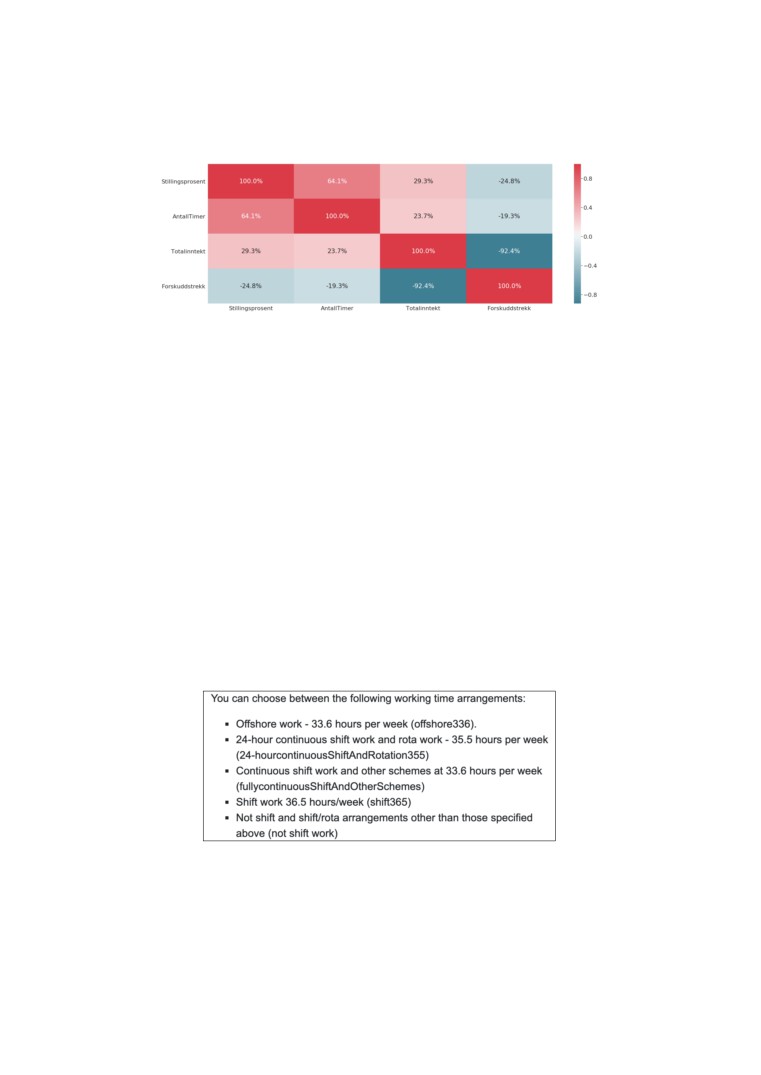 Stillingsprosent 100.0% 64.1% 29.3% -24.8%
AntallTimer 64.1% 100.0% 23.7% -19.3%
Totalinntekt 29.3% 23.7% 100.0% -92.4%
Forskuddstrekk -24.8% -19.3% -92.4% 100.0%
Stillingsprosent AntallTimer Totalinntekt Forskuddstrekk
0.8
0.4
0.0
−0.4
−0.8
You can choose between the following working time arrangements:
▪ Offshore work - 33.6 hours per week (offshore336).
▪ 24-hour continuous shift work and rota work - 35.5 hours per week
(24-hourcontinuousShiftAndRotation355)
▪ Continuous shift work and other schemes at 33.6 hours per week
(fullycontinuousShiftAndOtherSchemes)
▪ Shift work 36.5 hours/week (shift365)
▪ Not shift and shift/rota arrangements other than those specified
above (not shift work)